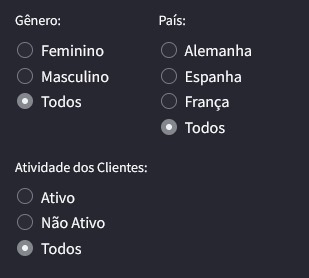 Gênero:
Feminino
Masculino
Todos
País:
Alemanha
Espanha
França
Todos
Atividade dos Clientes:
Ativo
Não Ativo
Todos